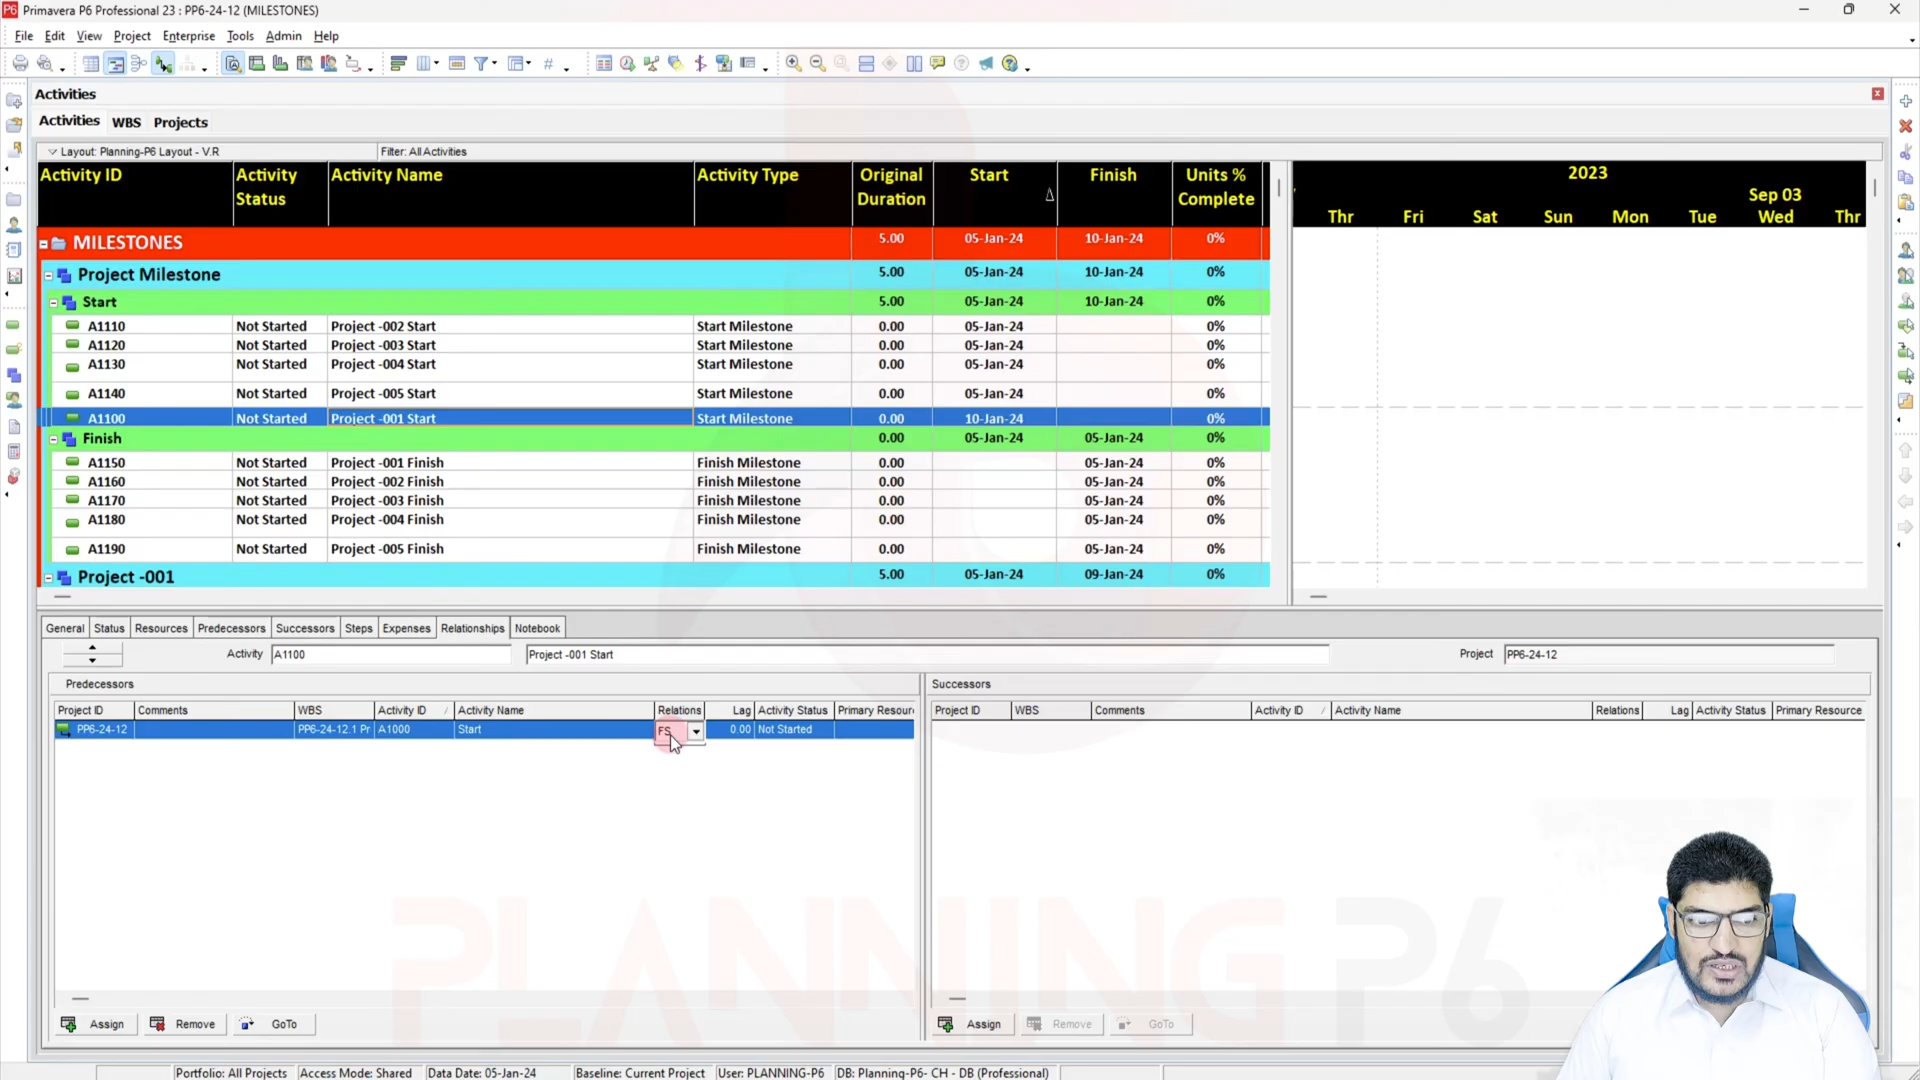 Primavera P6 Professional 23 : PP6-24-12 (MILESTONES)
File Edit View Project Enterprise Tools Admin Help
Activities
Activities WBS Projects
Layout: Planning-P6 Layout - V.R Filter: All Activities
Activity ID Activity Status Activity Name Activity Type Original Duration Start Finish Units % Complete
2023
Sep 03
Thr Fri Sat Sun Mon Tue Wed Thr
MILESTONES 5.00 05-Jan-24 10-Jan-24 0%
Project Milestone 5.00 05-Jan-24 10-Jan-24 0%
Start 5.00 05-Jan-24 10-Jan-24 0%
A1110 Not Started Project -002 Start Start Milestone 0.00 05-Jan-24 0%
A1120 Not Started Project -003 Start Start Milestone 0.00 05-Jan-24 0%
A1130 Not Started Project -004 Start Start Milestone 0.00 05-Jan-24 0%
A1140 Not Started Project -005 Start Start Milestone 0.00 05-Jan-24 0%
A1100 Not Started Project -001 Start Start Milestone 0.00 10-Jan-24 0%
Finish 0.00 05-Jan-24 05-Jan-24 0%
A1150 Not Started Project -001 Finish Finish Milestone 0.00 05-Jan-24 0%
A1160 Not Started Project -002 Finish Finish Milestone 0.00 05-Jan-24 0%
A1170 Not Started Project -003 Finish Finish Milestone 0.00 05-Jan-24 0%
A1180 Not Started Project -004 Finish Finish Milestone 0.00 05-Jan-24 0%
A1190 Not Started Project -005 Finish Finish Milestone 0.00 05-Jan-24 0%
Project -001 5.00 05-Jan-24 09-Jan-24 0%
General Status Resources Predecessors Successors Steps Expenses Relationships Notebook
Activity A1100 Project -001 Start Project PP6-24-12
Predecessors Successors
Project ID Comments WBS Activity ID Activity Name Relations Lag Activity Status Primary Resour
Project ID WBS Comments Activity ID Activity Name Relations Lag Activity Status Primary Resource
PP6-24-12 PP6-24-12.1 Pr A1000 Start FS 0.00 Not Started
PLANNING P6
Assign Remove GoTo Assign Remove GoTo
Portfolio: All Projects Access Mode: Shared Data Date: 05-Jan-24 Baseline: Current Project User: PLANNING-P6 DB: Planning-P6- CH - DB (Professional)